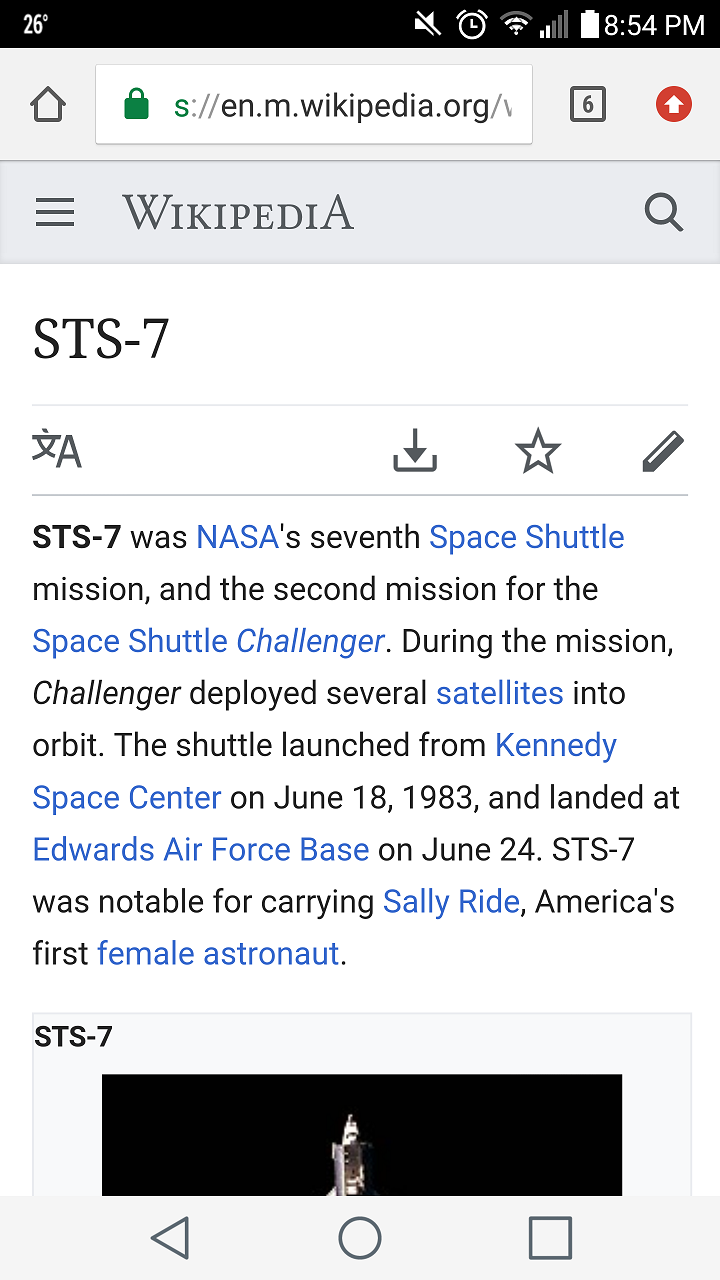 26°
8:54 PM
s://en.m.wikipedia.org/
6
WIKIPEDIA
STS-7
文A
STS-7 was NASA's seventh Space Shuttle
mission, and the second mission for the
Space Shuttle Challenger. During the mission,
Challenger deployed several satellites into
orbit. The shuttle launched from Kennedy
Space Center on June 18, 1983, and landed at
Edwards Air Force Base on June 24. STS-7
was notable for carrying Sally Ride, America's
first female astronaut.
STS-7